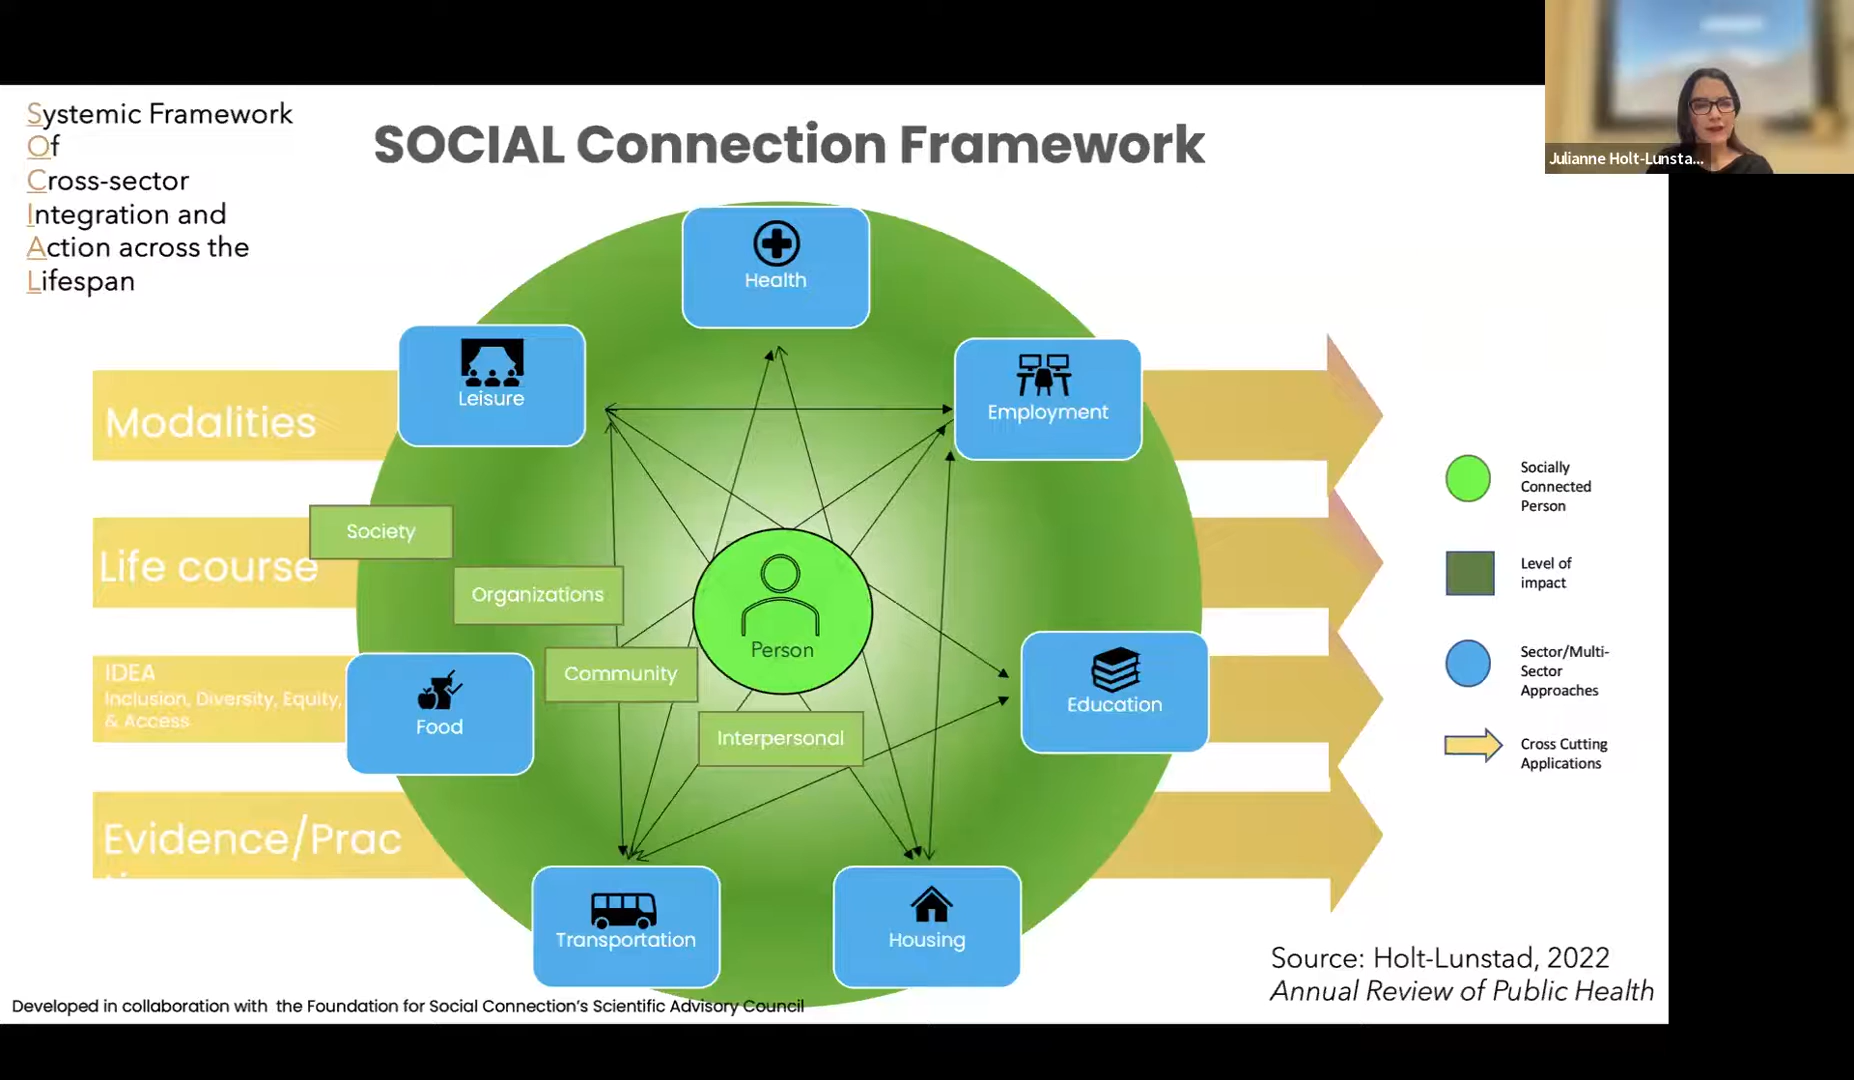 Systemic Framework
Of
Cross-sector
Integration and
Action across the
Lifespan
SOCIAL Connection Framework
Julianne Holt-Lunsta...
Health
Leisure
Employment
Modalities
Society
Life course
Organizations
Person
Community
IDEA
Inclusion, Diversity, Equity,
& Access
Food
Interpersonal
Education
Evidence/Prac
Transportation
Housing
Socially
Connected
Person
Level of
impact
Sector/Multi-
Sector
Approaches
Cross Cutting
Applications
Source: Holt-Lunstad, 2022
Annual Review of Public Health
Developed in collaboration with the Foundation for Social Connection's Scientific Advisory Council